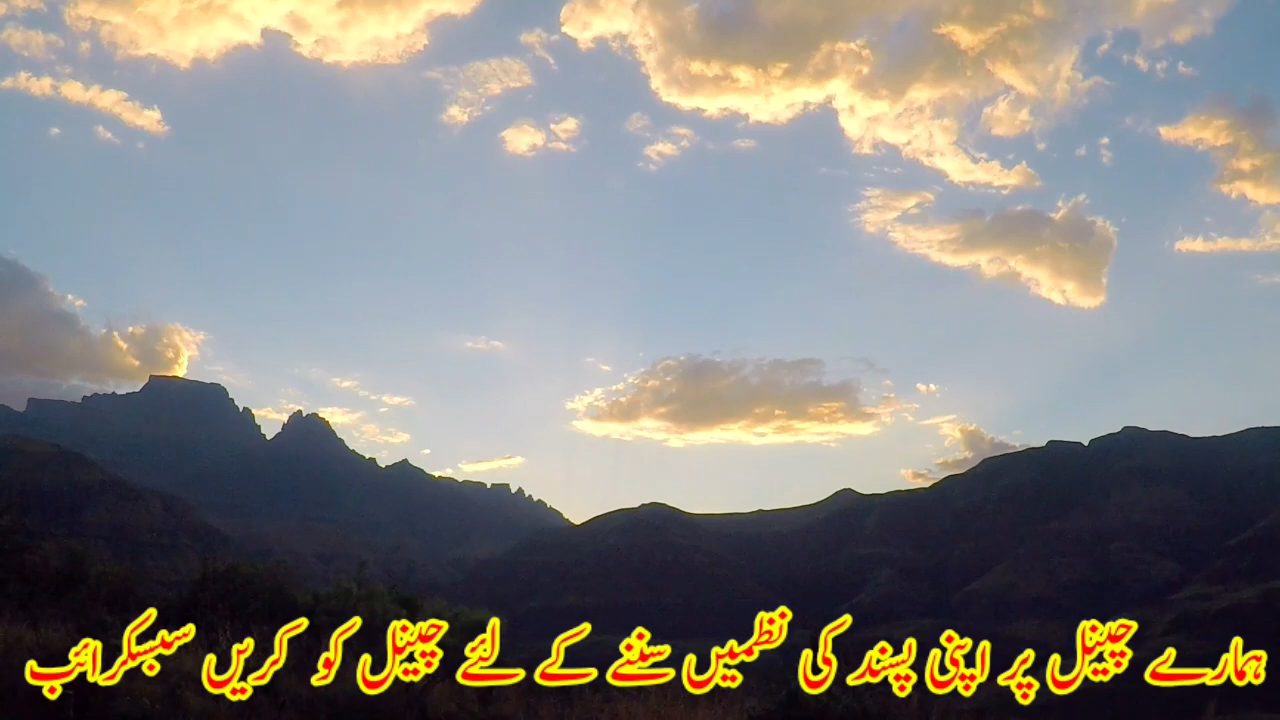 ہمارے چینل پر اپنی پسند کی نظمیں سننے کے لئے چینل کو کریں سبسکرائب